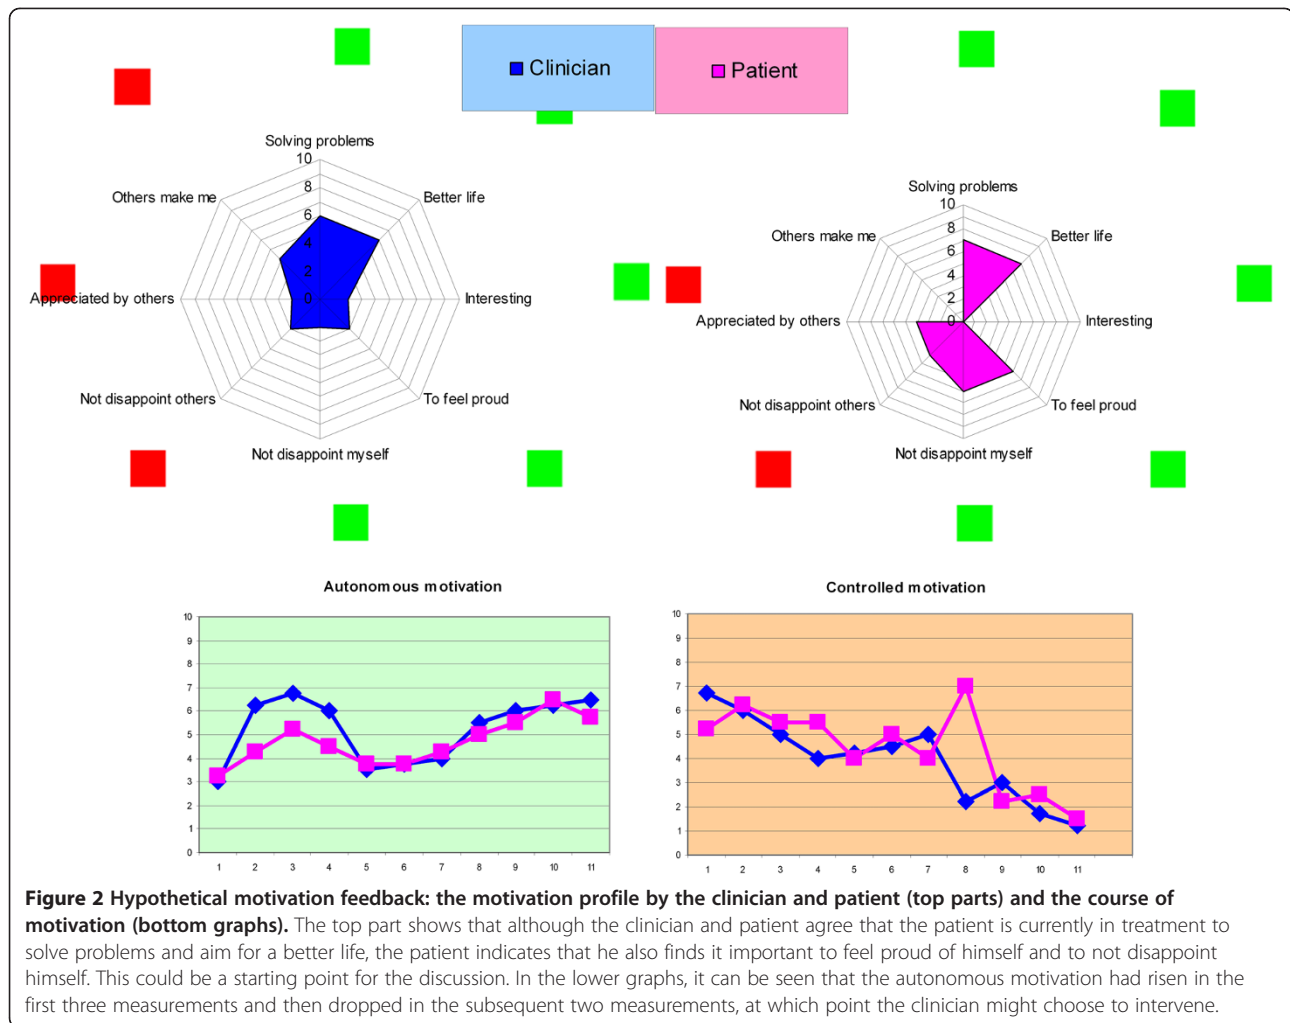 Clinician
Patient
Solving problems
10
8
6
4
2
0
Others make me
Better life
Appreciated by others
Interesting
Not disappoint others
To feel proud
Not disappoint myself
Solving problems
10
8
6
4
2
0
Others make me
Better life
Appreciated by others
Interesting
Not disappoint others
To feel proud
Not disappoint myself
Autonomous motivation
10
9
8
7
6
5
4
3
2
1
0
1 2 3 4 5 6 7 8 9 10 11
Controlled motivation
10
9
8
7
6
5
4
3
2
1
0
1 2 3 4 5 6 7 8 9 10 11
Figure 2 Hypothetical motivation feedback: the motivation profile by the clinician and patient (top parts) and the course of
motivation (bottom graphs). The top part shows that although the clinician and patient agree that the patient is currently in treatment to
solve problems and aim for a better life, the patient indicates that he also finds it important to feel proud of himself and to not disappoint
himself. This could be a starting point for the discussion. In the lower graphs, it can be seen that the autonomous motivation had risen in the
first three measurements and then dropped in the subsequent two measurements, at which point the clinician might choose to intervene.